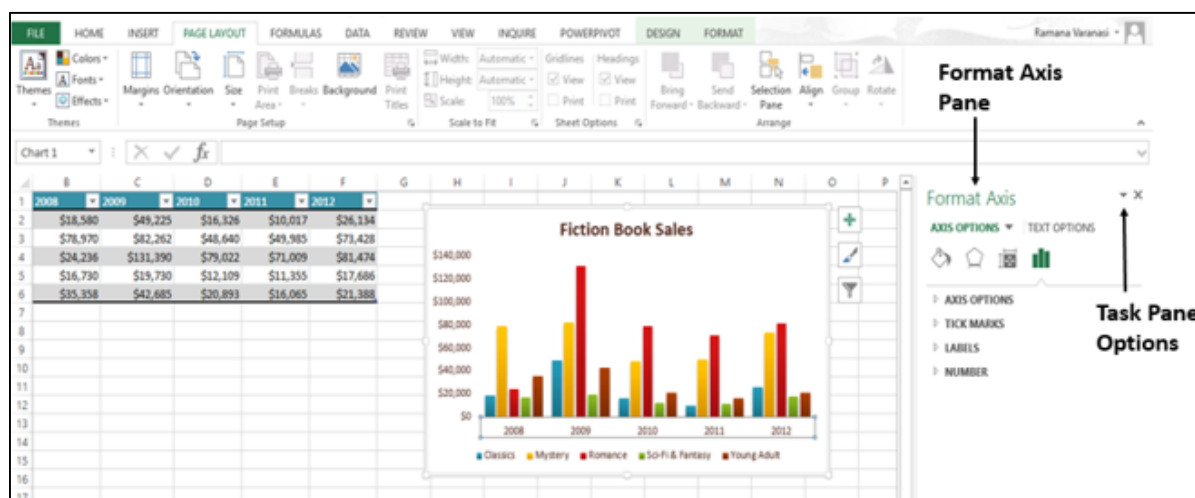 FILE HOME INSERT PAGE LAYOUT FORMULAS DATA REVIEW VIEW INQUIRE POWERPIVOT DESIGN FORMAT Ramana Varanasi
Aa
Themes
Colors
Fonts
Effects
Themes
Margins Orientation Size Print Area Breaks Background Print Titles
Page Setup
Width: Automatic
Height: Automatic
Scale: 100%
Scale to Fit
Gridlines Headings
View View
Print Print
Sheet Options
Bring Forward Send Backward Selection Pane Align Group Rotate
Arrange
Format Axis
Pane
Chart 1 fx
B C D E F G H I J K L M N O P
1 2008 2009 2010 2011 2012
2 $18,580 $49,225 $16,326 $10,017 $26,134
3 $78,970 $82,262 $48,640 $49,985 $73,428
4 $24,236 $131,390 $79,022 $71,009 $81,474
5 $16,730 $19,730 $12,109 $11,355 $17,686
6 $35,358 $42,685 $20,893 $16,065 $21,388
7
8
9
10
11
12
13
14
15
16
17
Fiction Book Sales
$140,000
$120,000
$100,000
$80,000
$60,000
$40,000
$20,000
$0
2008 2009 2010 2011 2012
Classics Mystery Romance Sci-Fi & Fantasy Young Adult
Format Axis
AXIS OPTIONS TEXT OPTIONS
AXIS OPTIONS
TICK MARKS
LABELS
NUMBER
Task Pane
Options